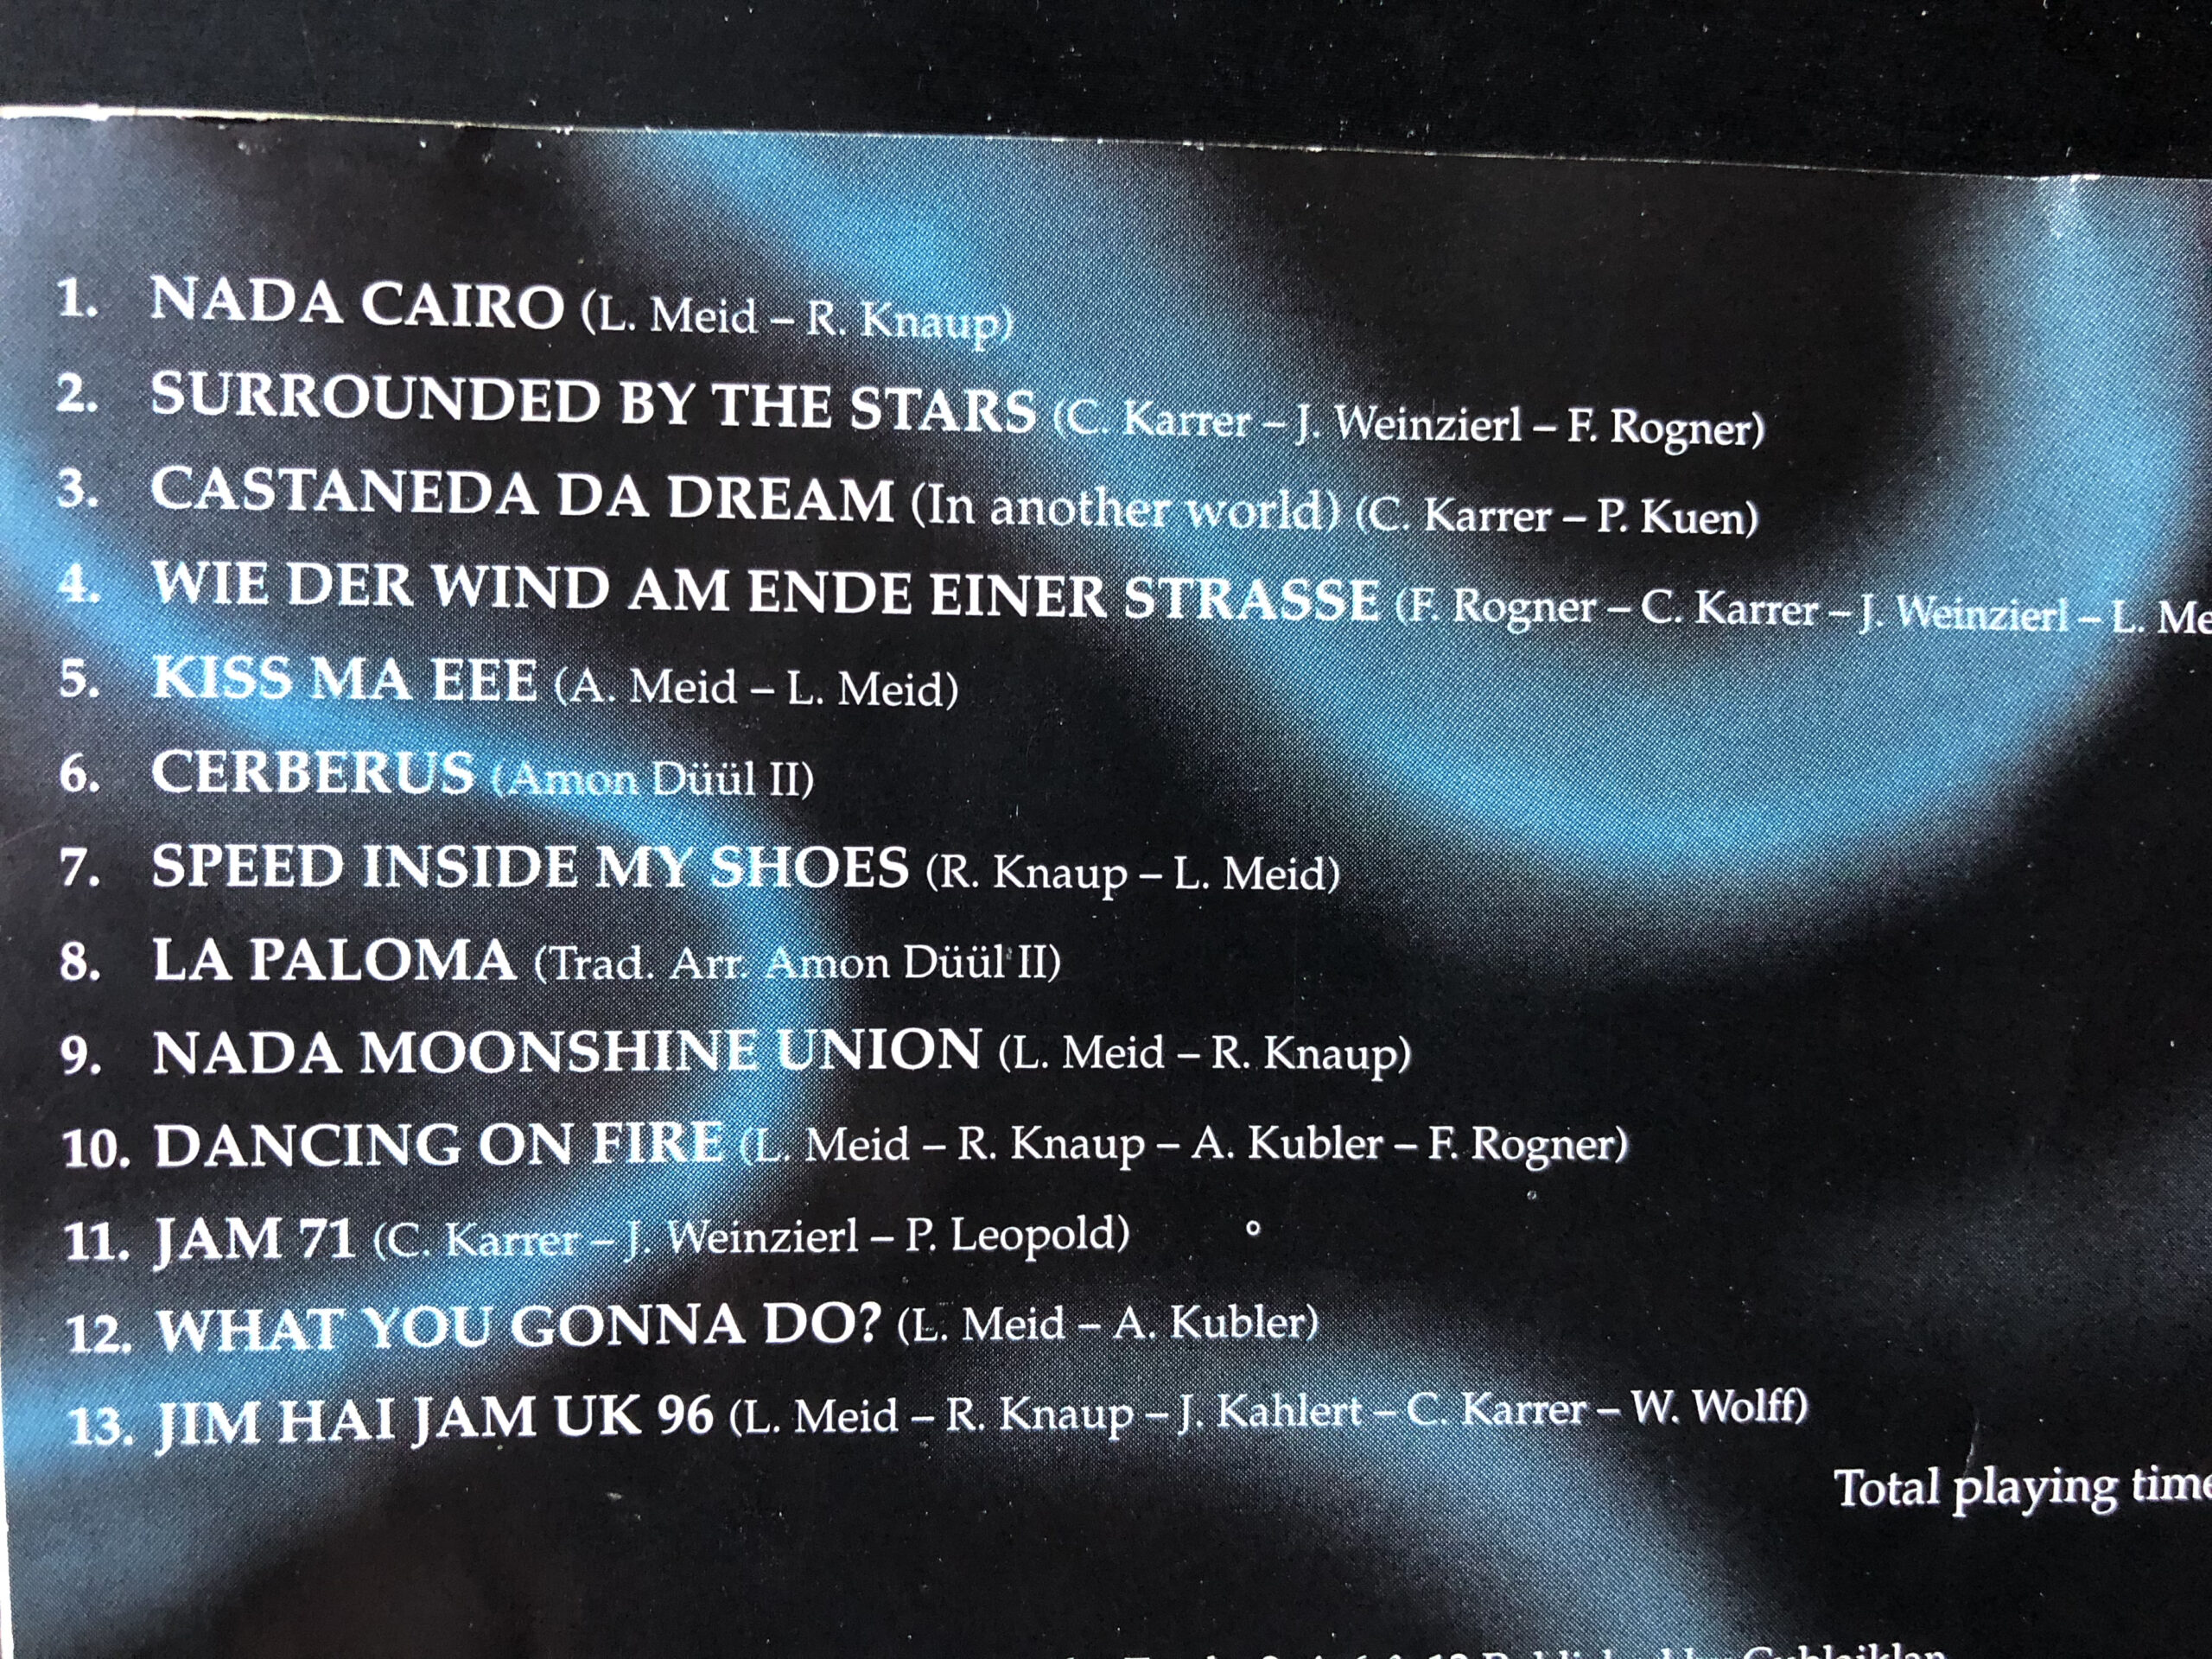 1. NADA CAIRO (L. Meid – R. Knaup)
2. SURROUNDED BY THE STARS (C. Karrer – J. Weinzierl – F. Rogner)
3. CASTANEDA DA DREAM (In another world) (C. Karrer – P. Kuen)
4. WIE DER WIND AM ENDE EINER STRASSE (F. Rogner – C. Karrer – J. Weinzierl – L. Me
5. KISS MA EEE (A. Meid – L. Meid)
6. CERBERUS (Amon Düül II)
7. SPEED INSIDE MY SHOES (R. Knaup – L. Meid)
8. LA PALOMA (Trad. Arr. Amon Düül II)
9. NADA MOONSHINE UNION (L. Meid – R. Knaup)
10. DANCING ON FIRE (L. Meid – R. Knaup – A. Kubler – F. Rogner)
11. JAM 71 (C. Karrer – J. Weinzierl – P. Leopold)
12. WHAT YOU GONNA DO? (L. Meid – A. Kubler)
13. JIM HAI JAM UK 96 (L. Meid – R. Knaup – J. Kahlert – C. Karrer – W. Wolff)
Total playing time
Published by